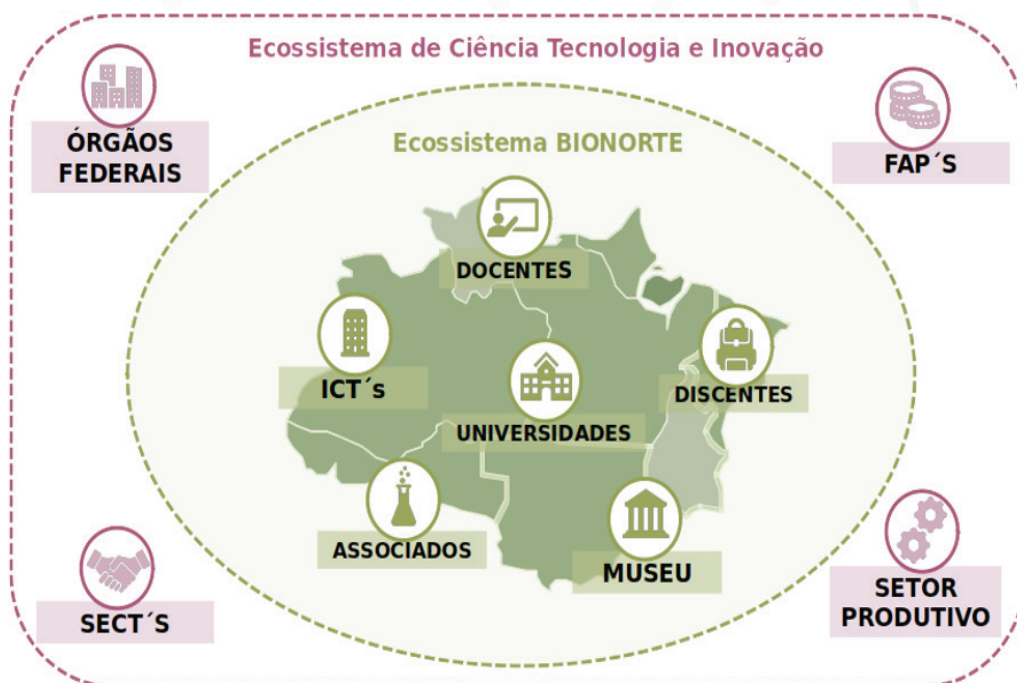 Ecossistema de Ciência Tecnologia e Inovação
ÓRGÃOS
FEDERAIS
FAP´S
Ecossistema BIONORTE
DOCENTES
ICT´s
DISCENTES
UNIVERSIDADES
ASSOCIADOS
MUSEU
SECT´S
SETOR
PRODUTIVO